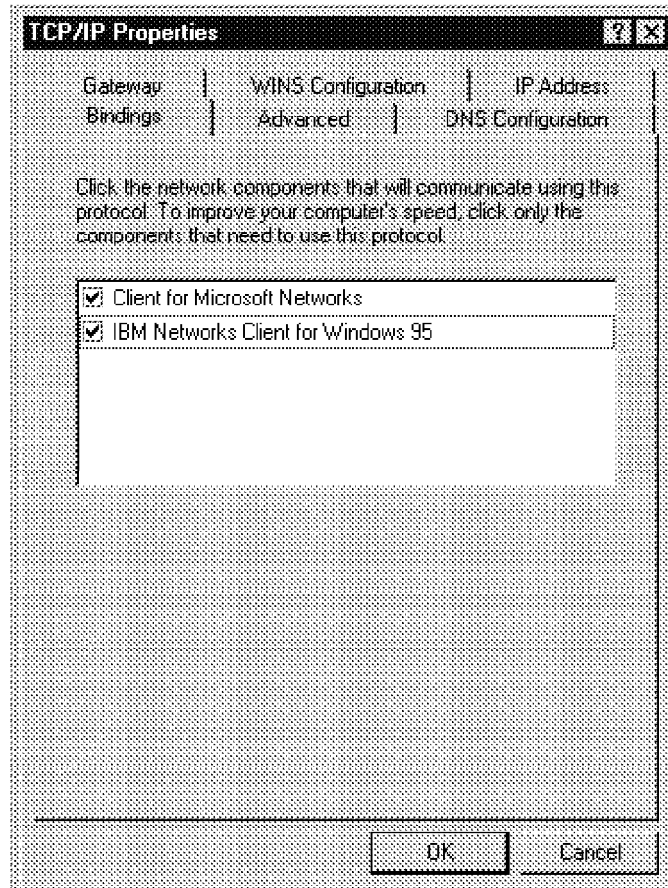 TCP/IP Properties
Gateway WINS Configuration IP Address
Bindings Advanced DNS Configuration
Click the network components that will communicate using this
protocol. To improve your computer's speed, click only the
components that need to use this protocol.
Client for Microsoft Networks
IBM Networks Client for Windows 95
OK Cancel